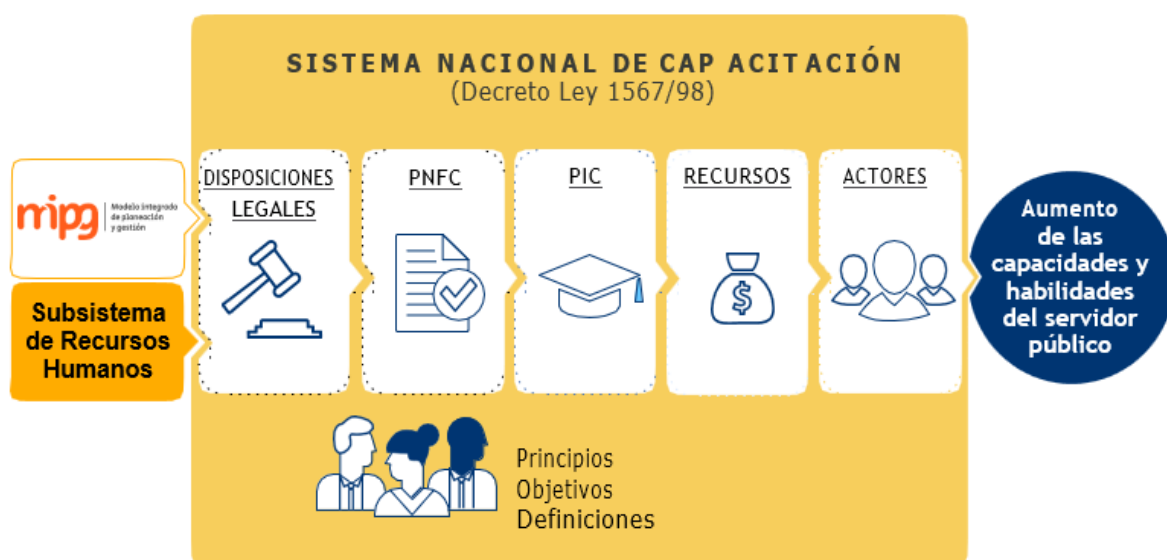 SISTEMA NACIONAL DE CAP ACITACIÓN
(Decreto Ley 1567/98)
mipg
Modelo integrado
de planeación
y gestión
Subsistema
de Recursos
Humanos
DISPOSICIONES
LEGALES
PNFC
PIC
RECURSOS
$
ACTORES
Aumento
de las
capacidades y
habilidades
del servidor
público
Principios
Objetivos
Definiciones